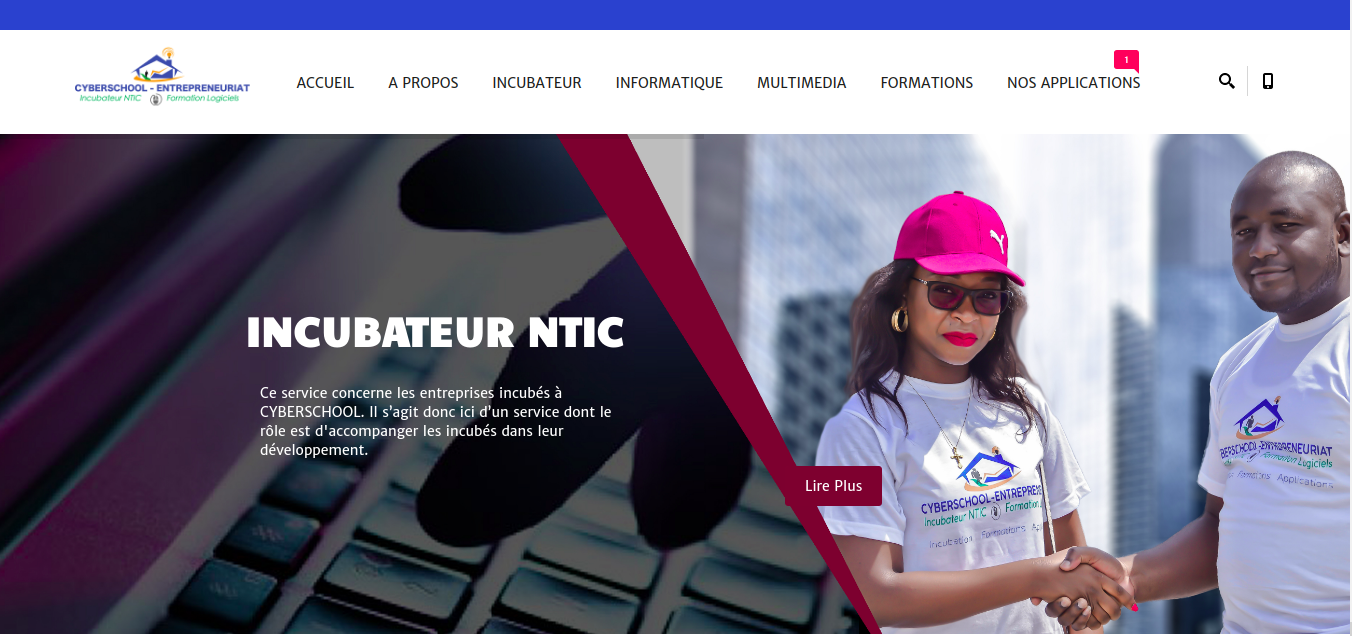 CYBERSCHOOL - ENTREPRENEURIAT
Incubateur NTIC Formation Logiciels
ACCUEIL
A PROPOS
INCUBATEUR
INFORMATIQUE
MULTIMEDIA
FORMATIONS
NOS APPLICATIONS
1
INCUBATEUR NTIC
Ce service concerne les entreprises incubés à
CYBERSCHOOL. Il s'agit donc ici d'un service dont le
rôle est d'accompanger les incubés dans leur
développement.
Lire Plus
CYBERSCHOOL-ENTREPRENE
Incubateur NTIC Formation
Incubation Formations Ap
BERSCHOOL-ENTREPRENEURIAT
Formation Logiciels
Formations Applications